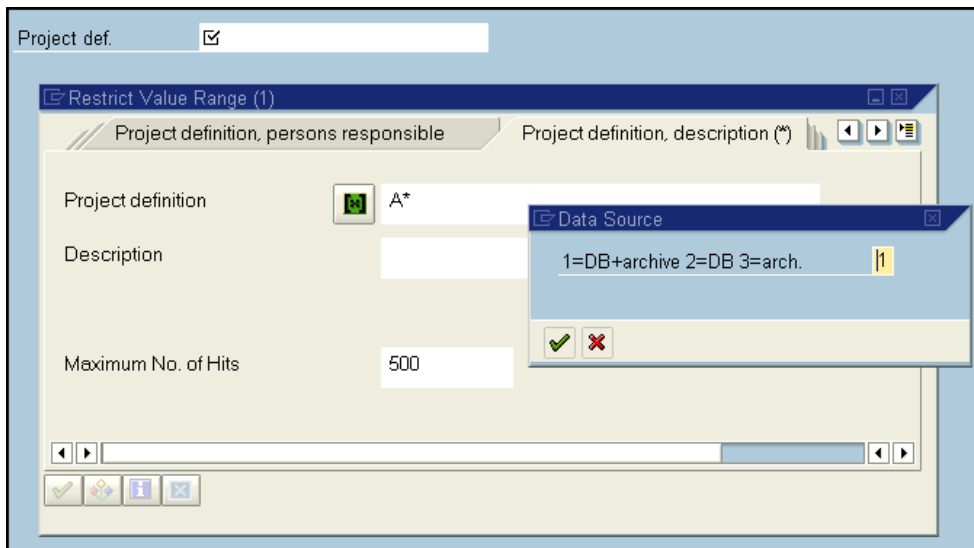 Project def.
Restrict Value Range (1)
Project definition, persons responsible
Project definition, description (*)
Project definition
A*
Data Source
Description
1=DB+archive 2=DB 3=arch.
1
Maximum No. of Hits
500